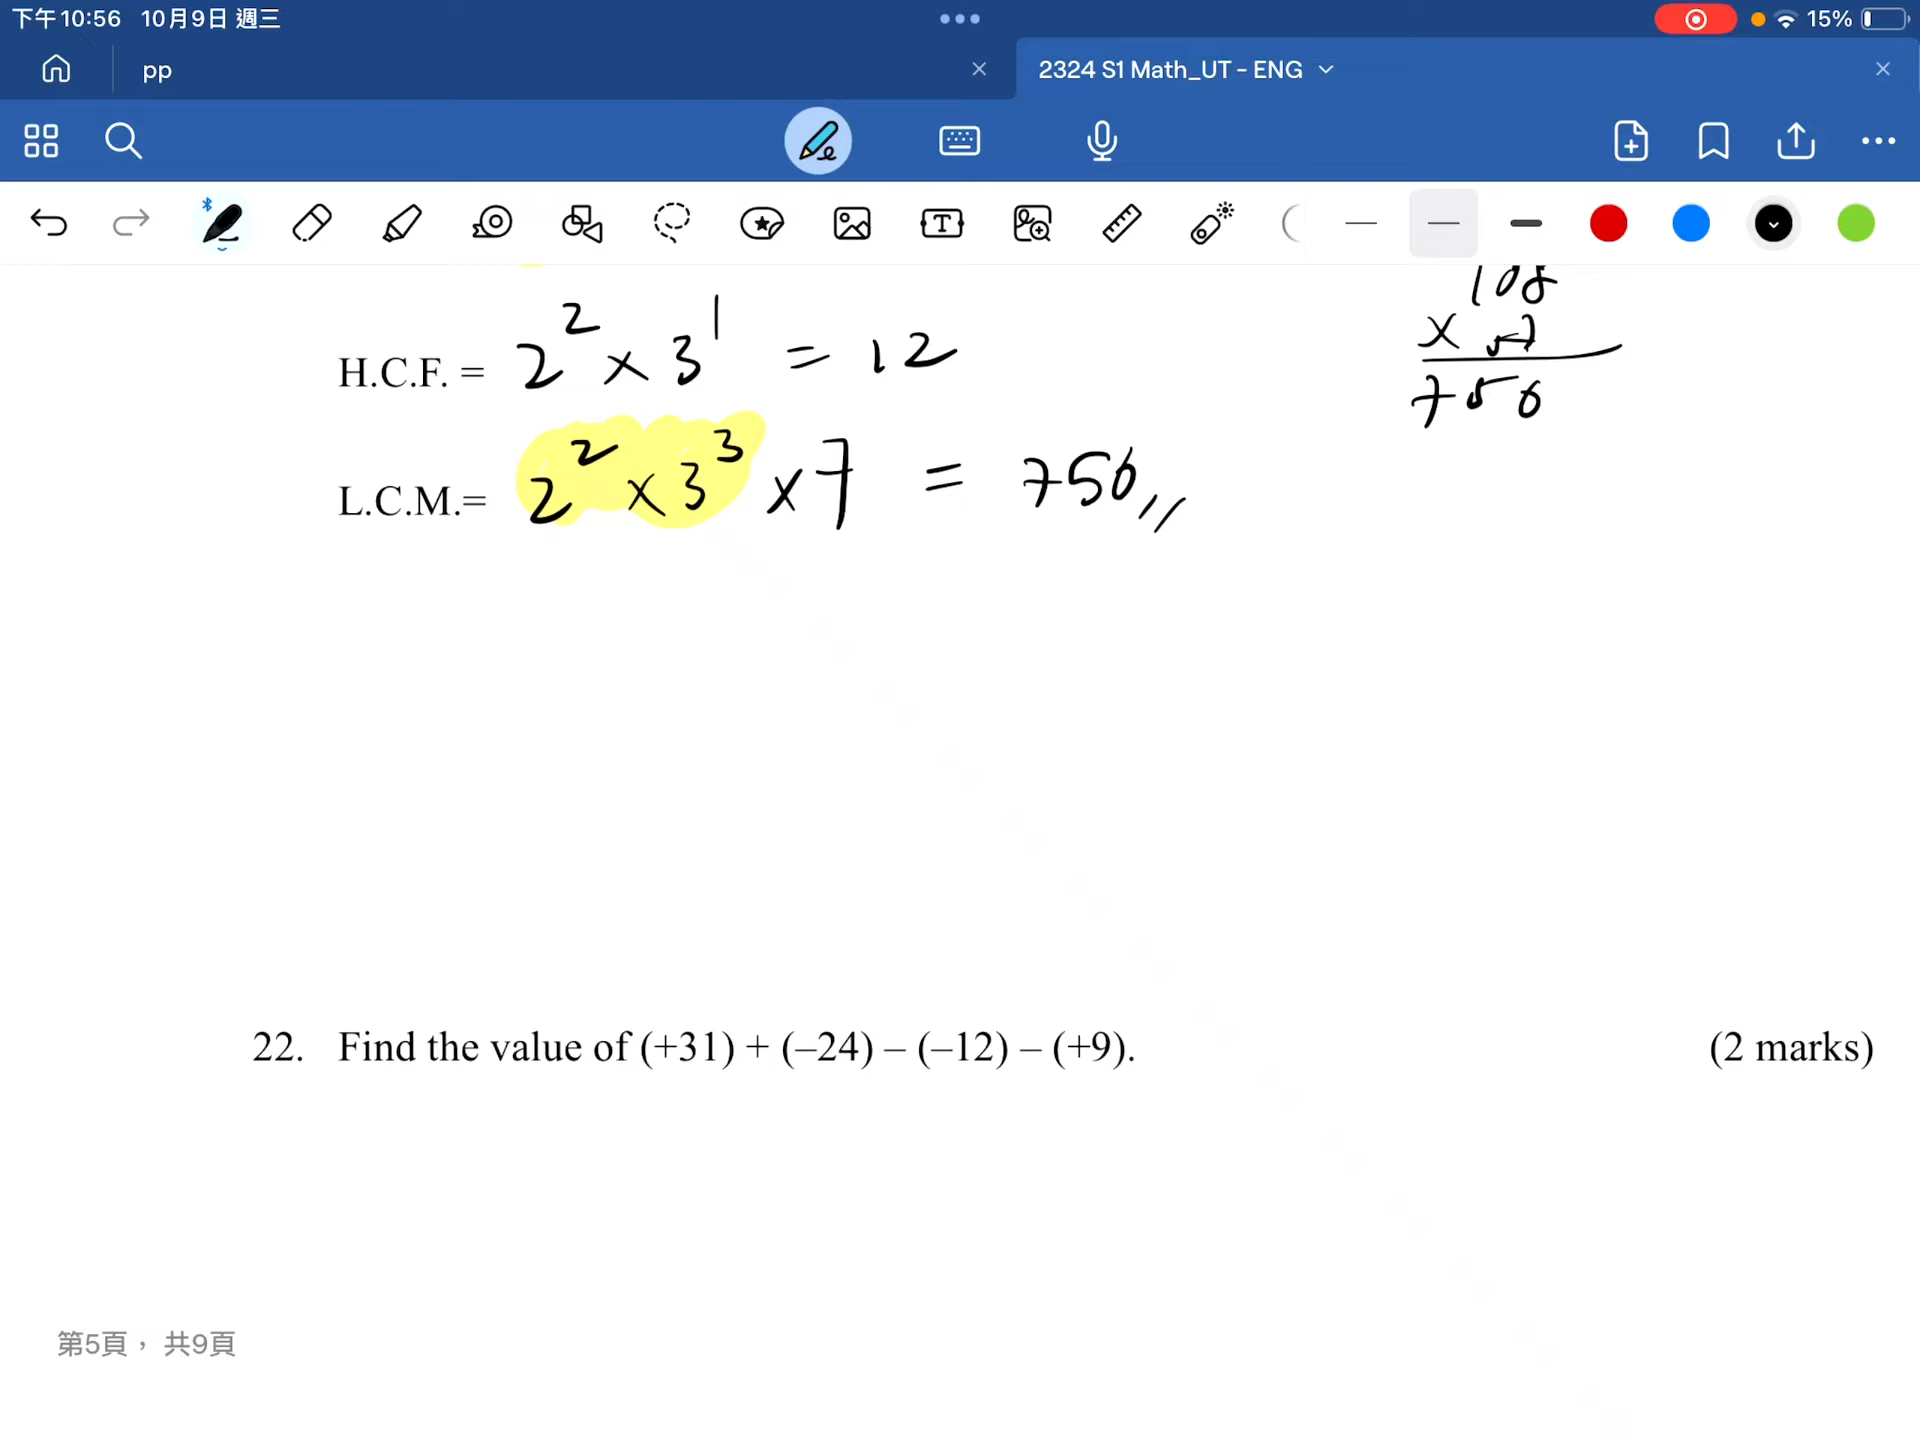 下午10:56 10月9日 週三
15%
pp
2324 S1 Math_UT - ENG
108
× 7
756
H.C.F. = 2² × 3¹ = 12
L.C.M.= 2² × 3³ × 7 = 756
22. Find the value of (+31) + (–24) – (–12) – (+9). (2 marks)
第5頁，共9頁